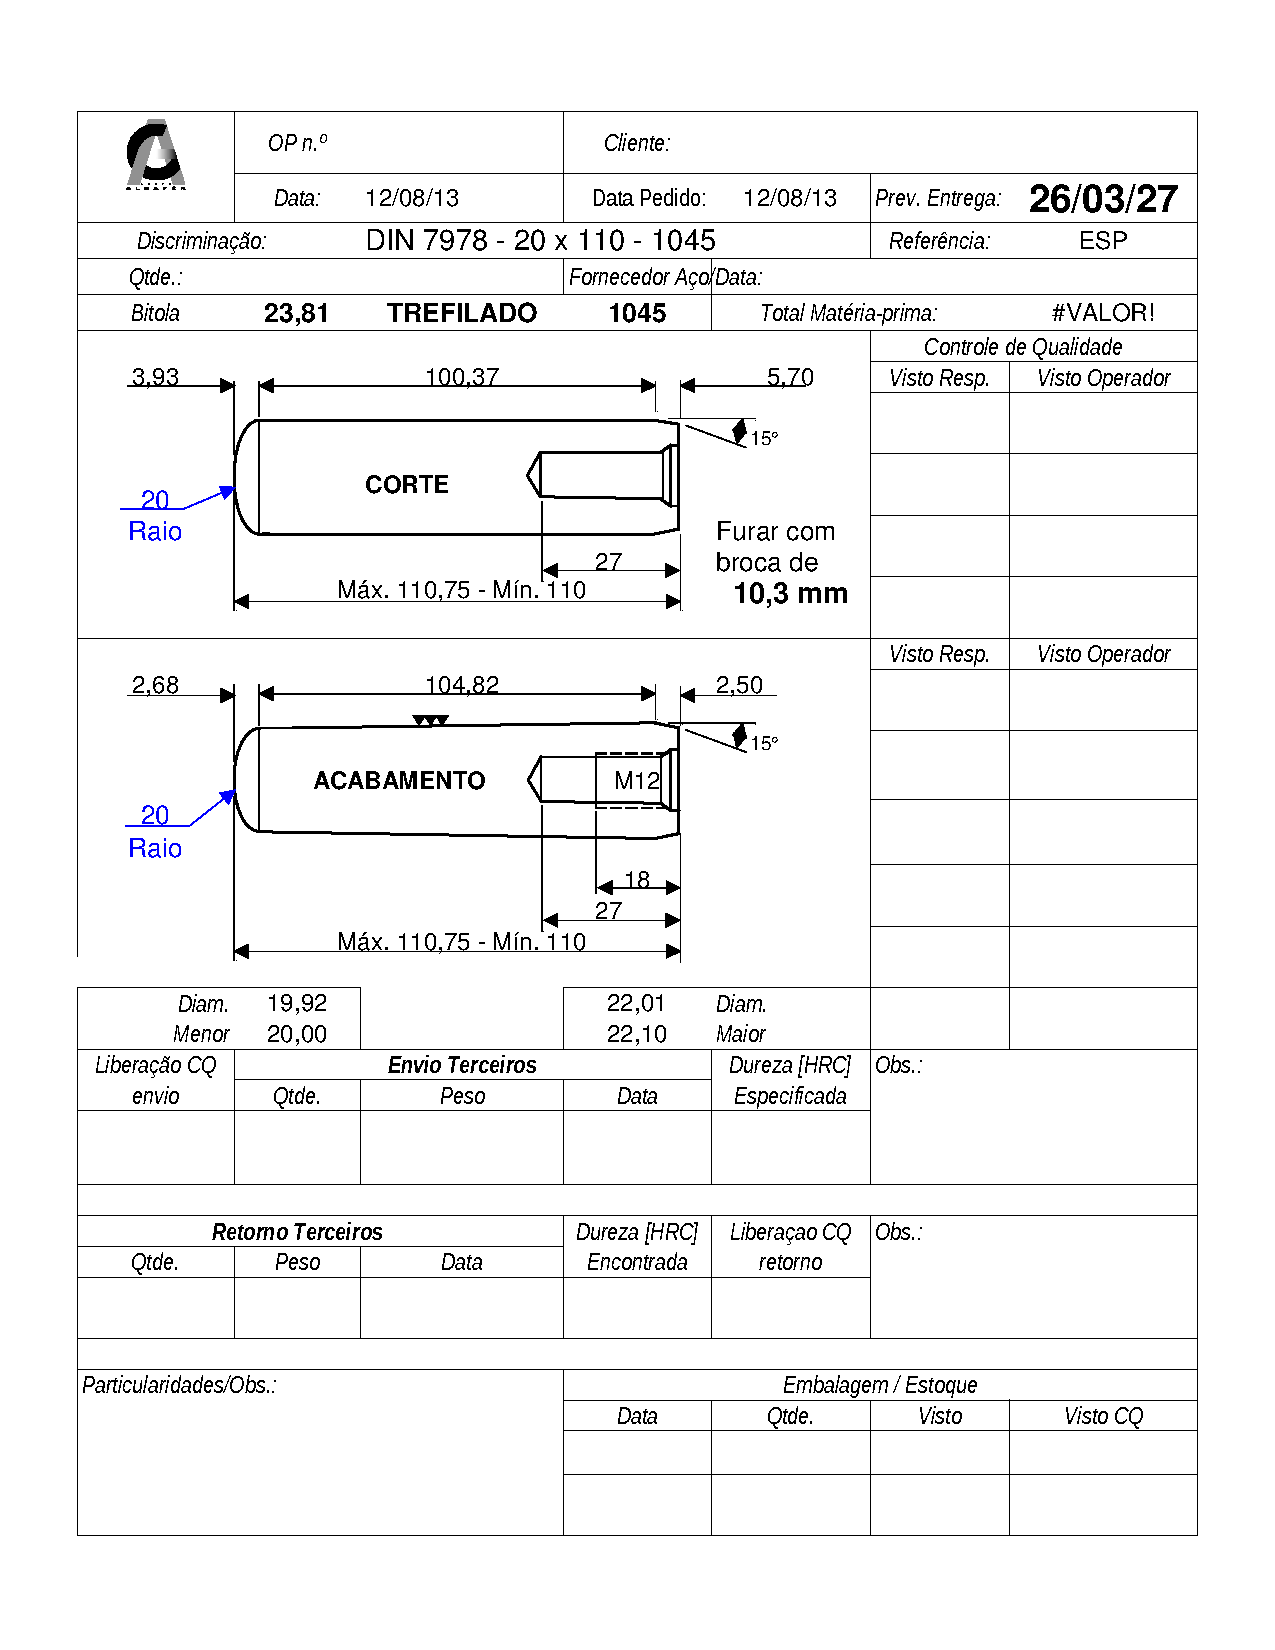 OP n.º Cliente:
ALBAFER
Data: 12/08/13 Data Pedido: 12/08/13 Prev. Entrega: 26/03/27
Discriminação: DIN 7978 - 20 x 110 - 1045 Referência: ESP
Qtde.: Fornecedor Aço/Data:
Bitola 23,81 TREFILADO 1045 Total Matéria-prima: #VALOR!
Controle de Qualidade
3,93 100,37 5,70 Visto Resp. Visto Operador
15°
CORTE
20
Raio Furar com
27 broca de
Máx. 110,75 - Mín. 110 10,3 mm
Visto Resp. Visto Operador
2,68 104,82 2,50
15°
ACABAMENTO M12
20
Raio
18
27
Máx. 110,75 - Mín. 110
Diam. 19,92 22,01 Diam.
Menor 20,00 22,10 Maior
Liberação CQ Envio Terceiros Dureza [HRC] Obs.:
envio Qtde. Peso Data Especificada
Retorno Terceiros Dureza [HRC] Liberaçao CQ Obs.:
Qtde. Peso Data Encontrada retorno
Particularidades/Obs.: Embalagem / Estoque
Data Qtde. Visto Visto CQ